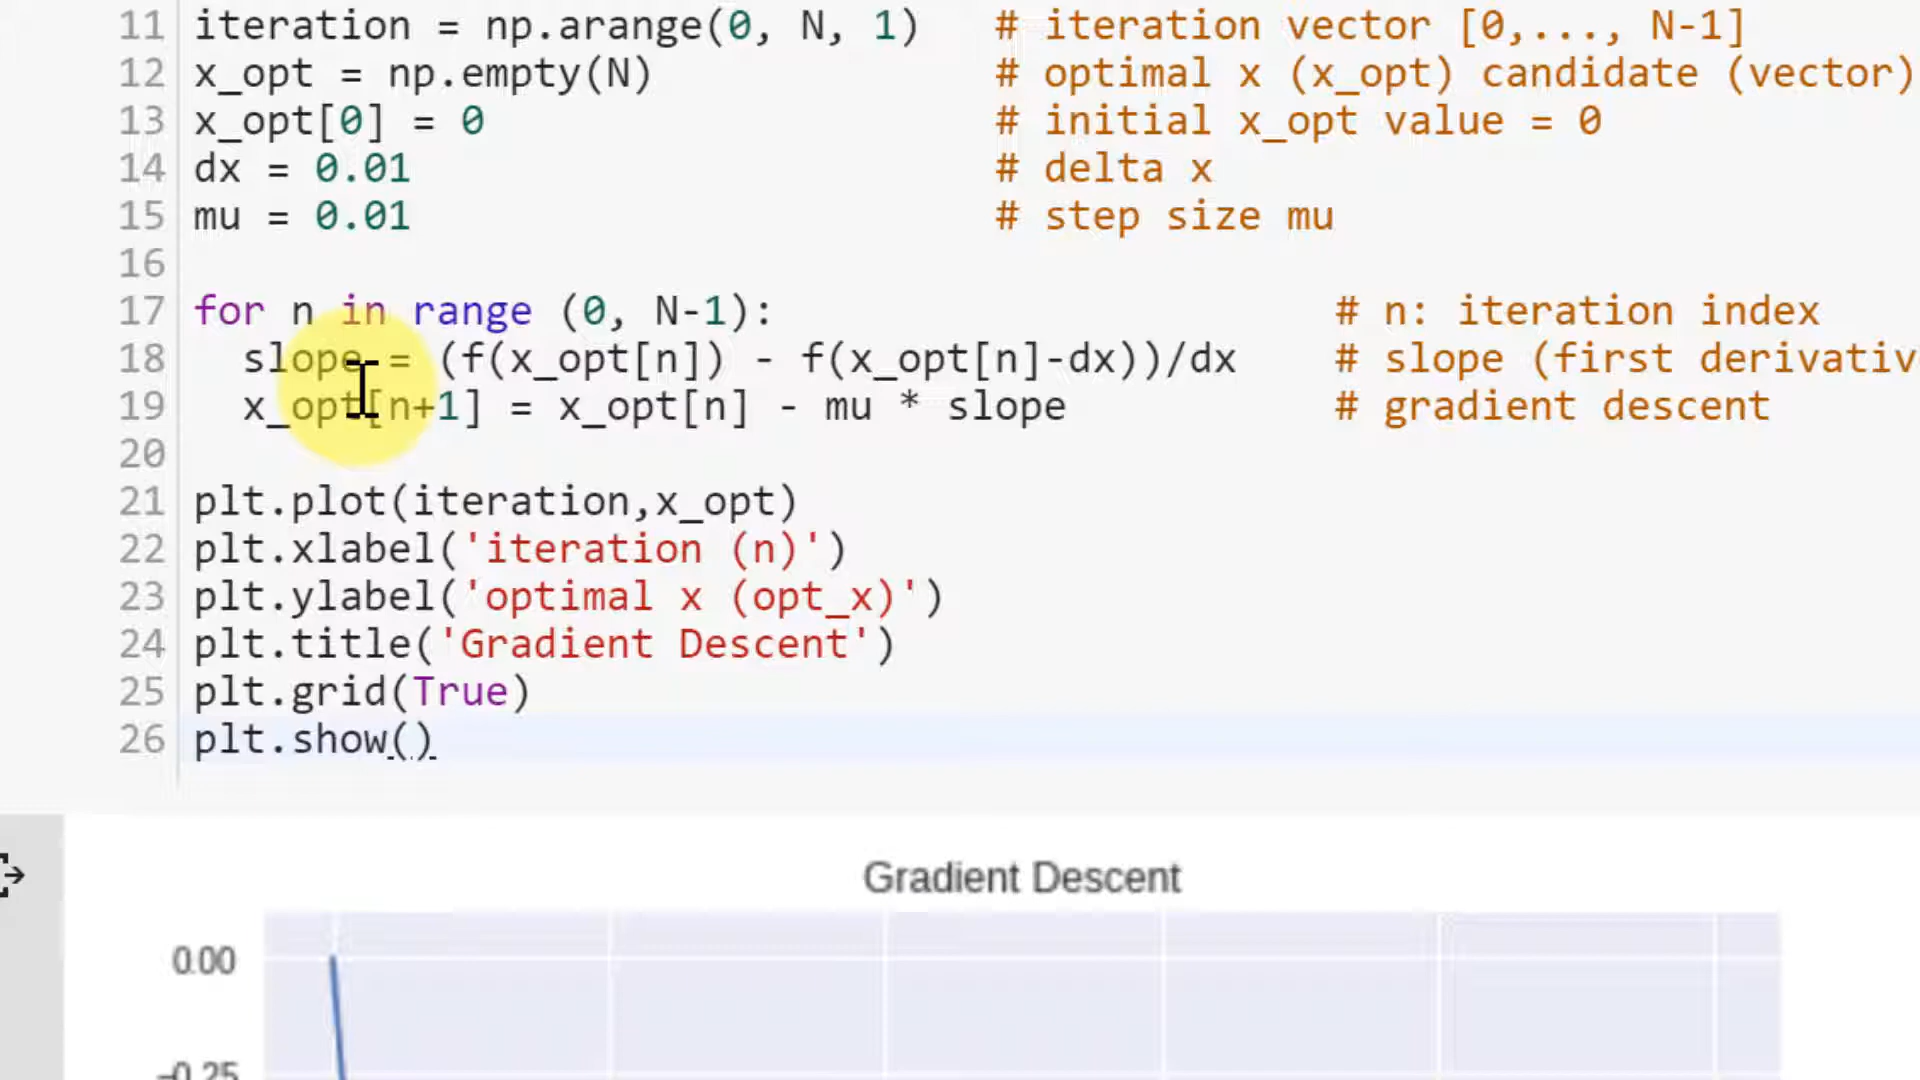 11 iteration = np.arange(0, N, 1) # iteration vector [0,..., N-1]
12 x_opt = np.empty(N) # optimal x (x_opt) candidate (vector)
13 x_opt[0] = 0 # initial x_opt value = 0
14 dx = 0.01 # delta x
15 mu = 0.01 # step size mu
16
17 for n in range (0, N-1): # n: iteration index
18 slope = (f(x_opt[n]) - f(x_opt[n]-dx))/dx # slope (first derivativ
19 x_opt[n+1] = x_opt[n] - mu * slope # gradient descent
20
21 plt.plot(iteration,x_opt)
22 plt.xlabel('iteration (n)')
23 plt.ylabel('optimal x (opt_x)')
24 plt.title('Gradient Descent')
25 plt.grid(True)
26 plt.show()
Gradient Descent
0.00
-0.25